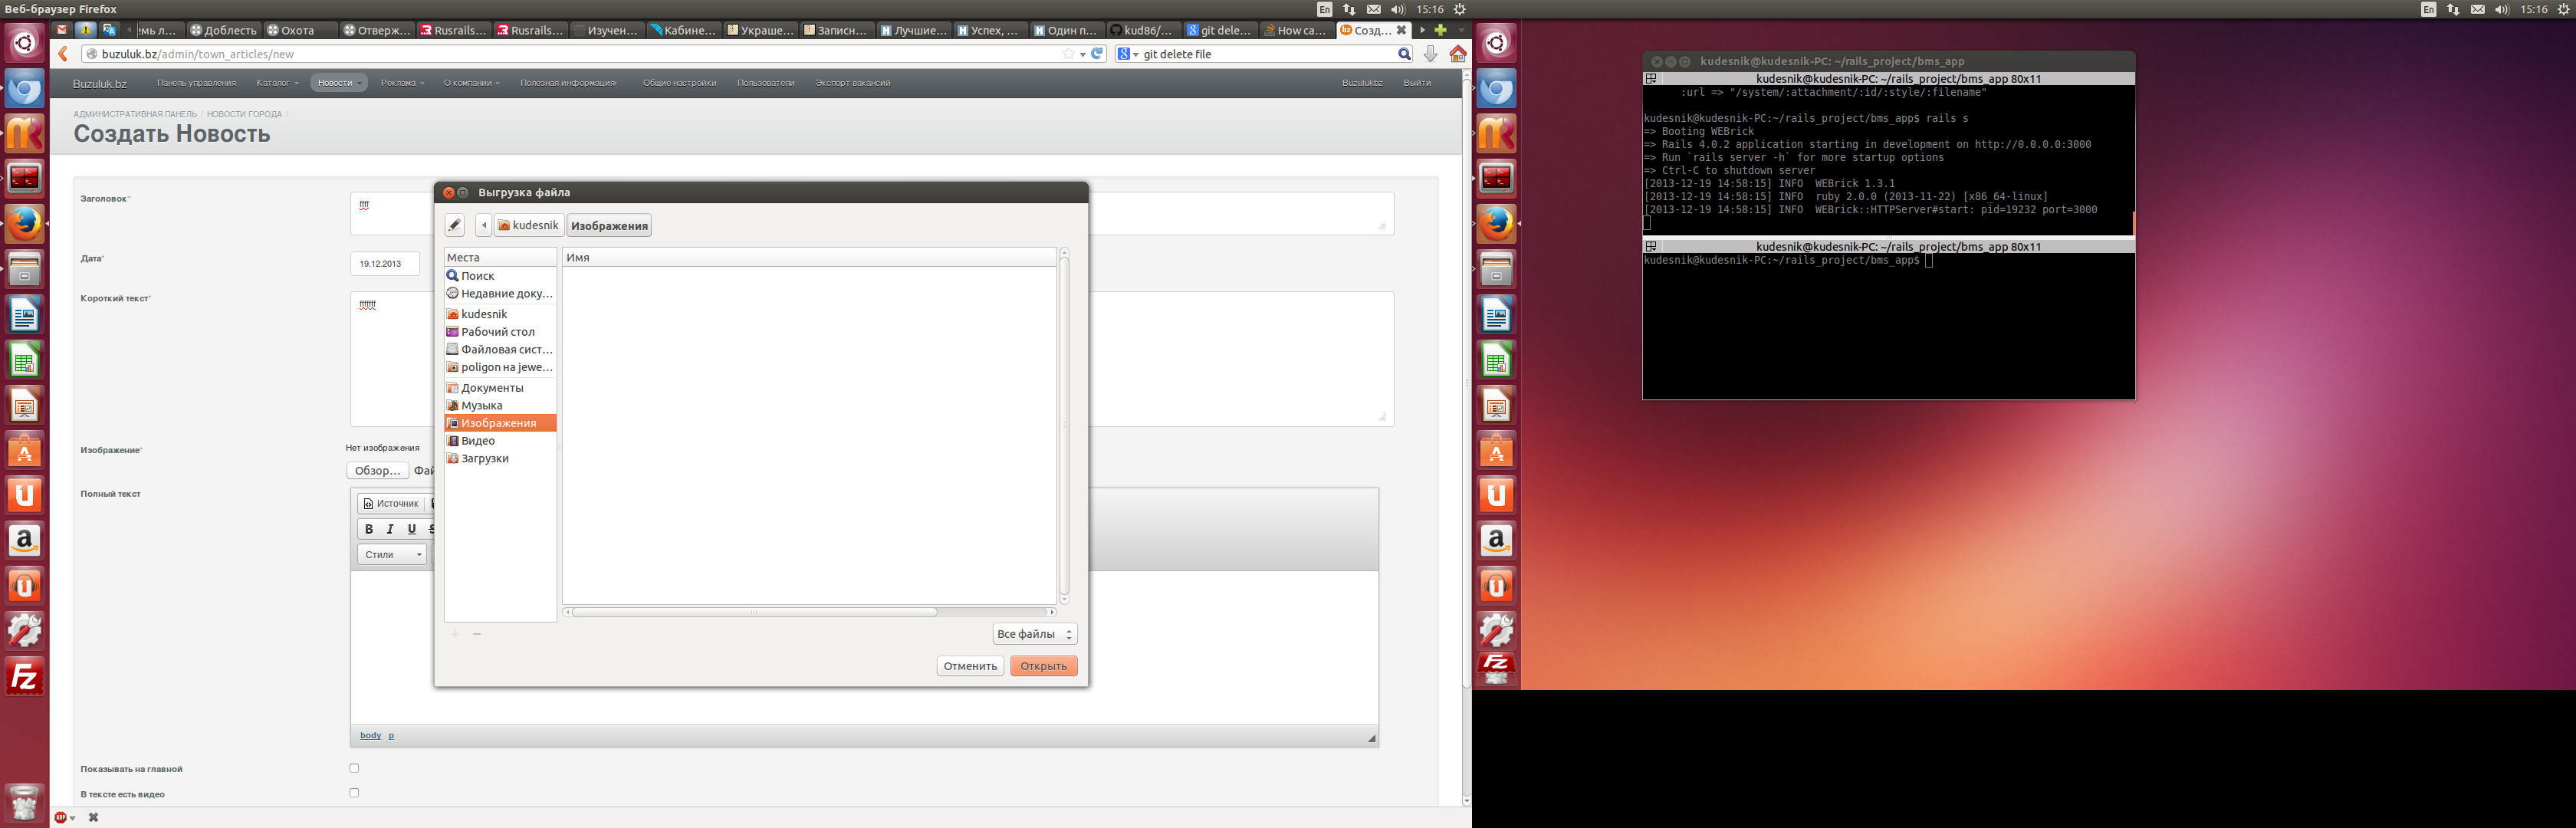 Веб-браузер Firefox
En
15:16
En
15:16
емь л...
Доблесть
Охота
Отверж...
Rusrails...
Rusrails...
Изучен...
Кабине...
Украше...
Записн...
Лучшие...
Успех, ...
Один п...
kud86/...
git dele...
How ca...
Созд...
buzuluk.bz/admin/town_articles/new
git delete file
Buzuluk.bz
Панель управления
Каталог
Новости
Реклама
О компании
Полезная информация
Общие настройки
Пользователи
Экспорт вакансий
Buzulukbz
Выйти
АДМИНИСТРАТИВНАЯ ПАНЕЛЬ / НОВОСТИ ГОРОДА /
Создать Новость
Заголовок*
ffff
Дата*
19.12.2013
Короткий текст*
fffffff
Изображение*
Нет изображения
Обзор...
Фай
Полный текст
Источник
B I U S
Стили
body p
Показывать на главной
В тексте есть видео
ABP
Выгрузка файла
kudesnik
Изображения
Места
Имя
Поиск
Недавние доку...
kudesnik
Рабочий стол
Файловая сист...
poligon на jewe...
Документы
Музыка
Изображения
Видео
Загрузки
Все файлы
Отменить
Открыть
kudesnik@kudesnik-PC: ~/rails_project/bms_app
kudesnik@kudesnik-PC: ~/rails_project/bms_app 80x11
:url => "/system/:attachment/:id/:style/:filename"
kudesnik@kudesnik-PC:~/rails_project/bms_app$ rails s
=> Booting WEBrick
=> Rails 4.0.2 application starting in development on http://0.0.0.0:3000
=> Run `rails server -h` for more startup options
=> Ctrl-C to shutdown server
[2013-12-19 14:58:15] INFO  WEBrick 1.3.1
[2013-12-19 14:58:15] INFO  ruby 2.0.0 (2013-11-22) [x86_64-linux]
[2013-12-19 14:58:15] INFO  WEBrick::HTTPServer#start: pid=19232 port=3000
kudesnik@kudesnik-PC: ~/rails_project/bms_app 80x11
kudesnik@kudesnik-PC:~/rails_project/bms_app$